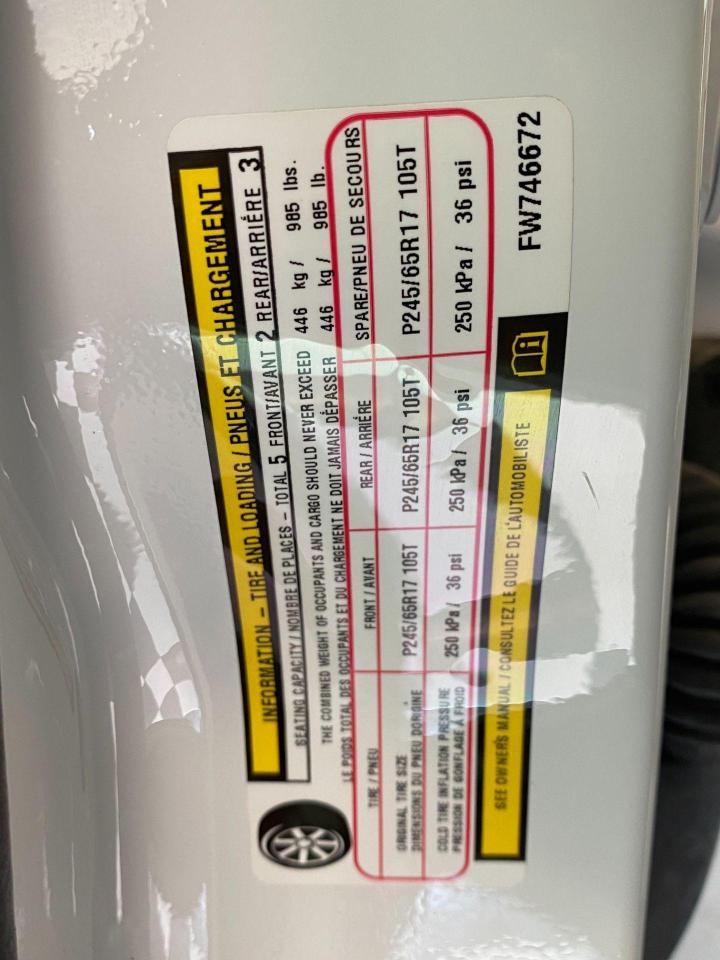 INFORMATION – TIRE AND LOADING / PNEUS ET CHARGEMENT
SEATING CAPACITY / NOMBRE DE PLACES – TOTAL 5 FRONT/AVANT 2 REAR/ARRIÉRE 3
THE COMBINED WEIGHT OF OCCUPANTS AND CARGO SHOULD NEVER EXCEED 446 kg / 985 lbs.
LE POIDS TOTAL DES OCCUPANTS ET DU CHARGEMENT NE DOIT JAMAIS DÉPASSER 446 kg / 985 lb.
TIRE / PNEU FRONT / AVANT REAR / ARRIÉRE SPARE/PNEU DE SECOURS
ORIGINAL TIRE SIZE
DIMENSIONS DU PNEU DORIGINE
P245/65R17 105T P245/65R17 105T P245/65R17 105T
COLD TIRE INFLATION PRESSURE
PRESSION DE GONFLAGE À FROID
250 kPa / 36 psi 250 kPa / 36 psi 250 kPa / 36 psi
SEE OWNERS MANUAL / CONSULTEZ LE GUIDE DE L'AUTOMOBILISTE
FW746672